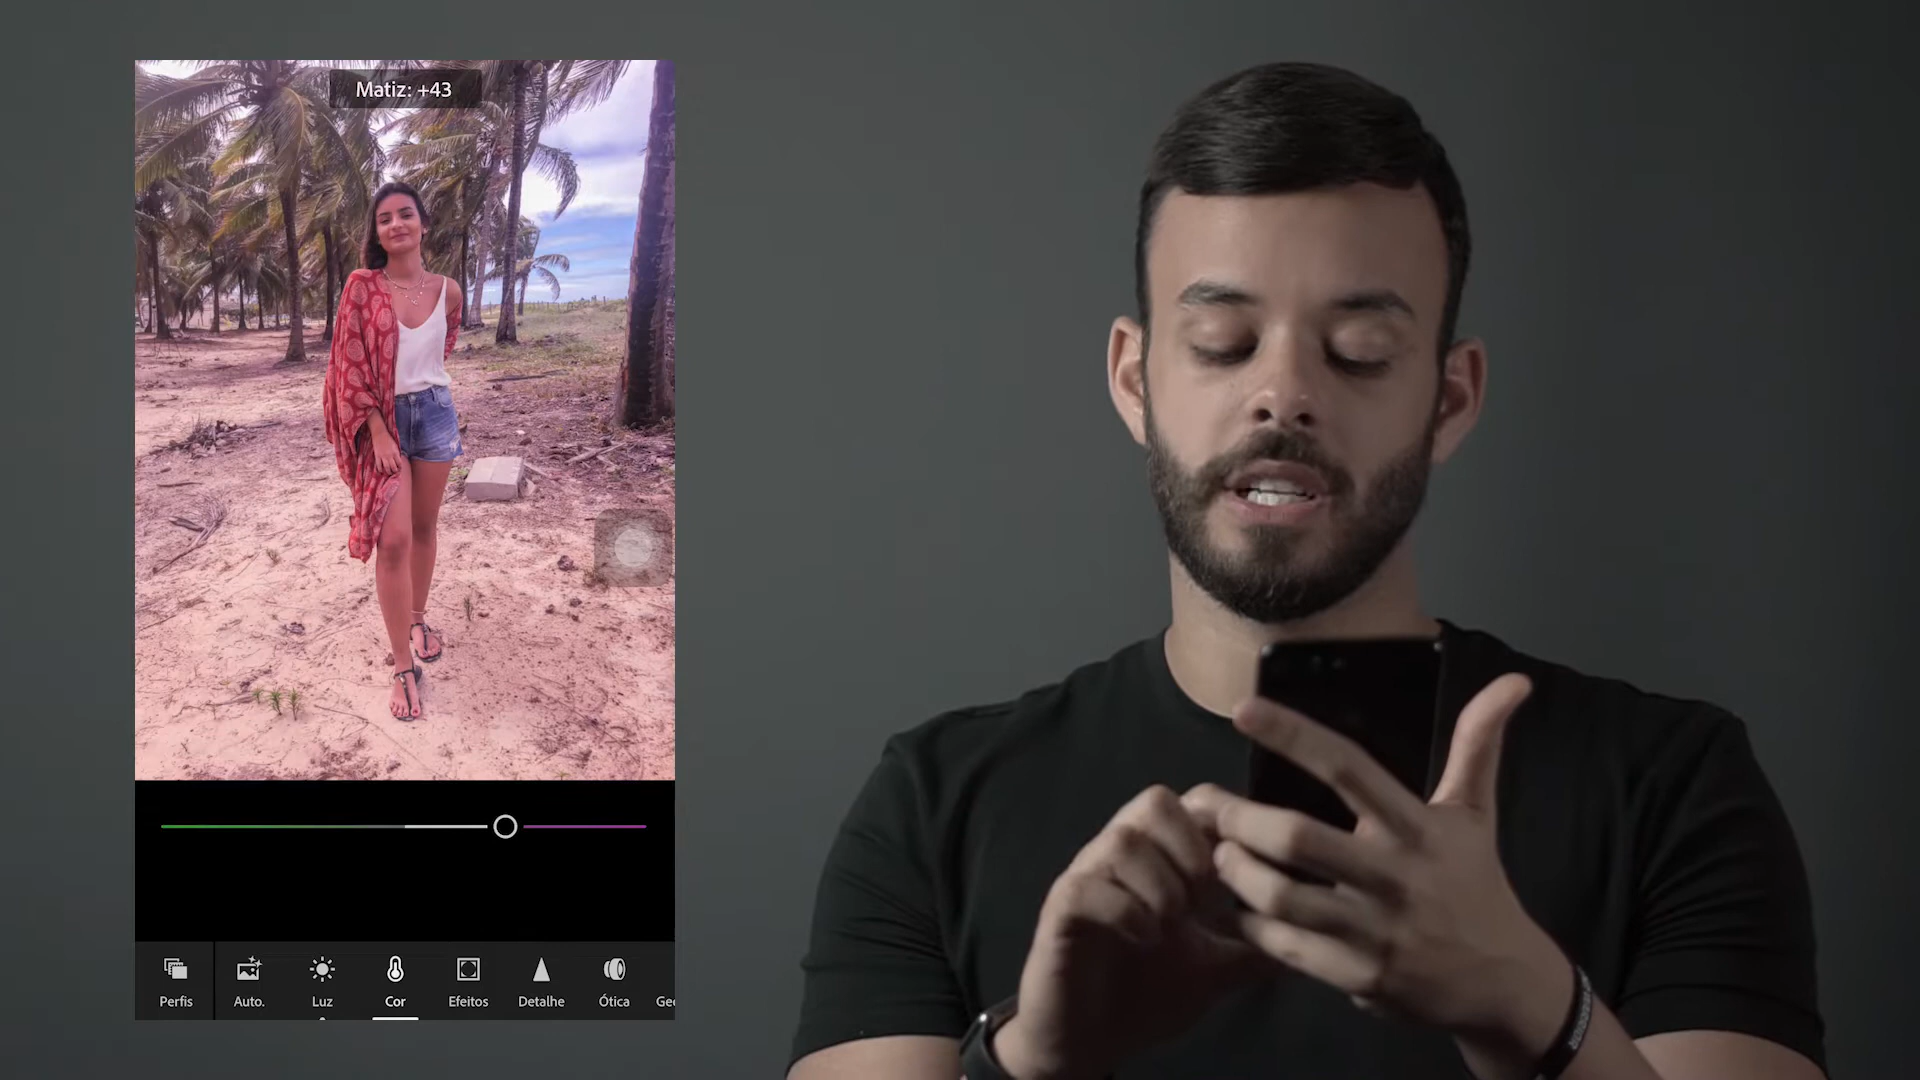 Matiz: +43
Perfis
Auto.
Luz
Cor
Efeitos
Detalhe
Ótica